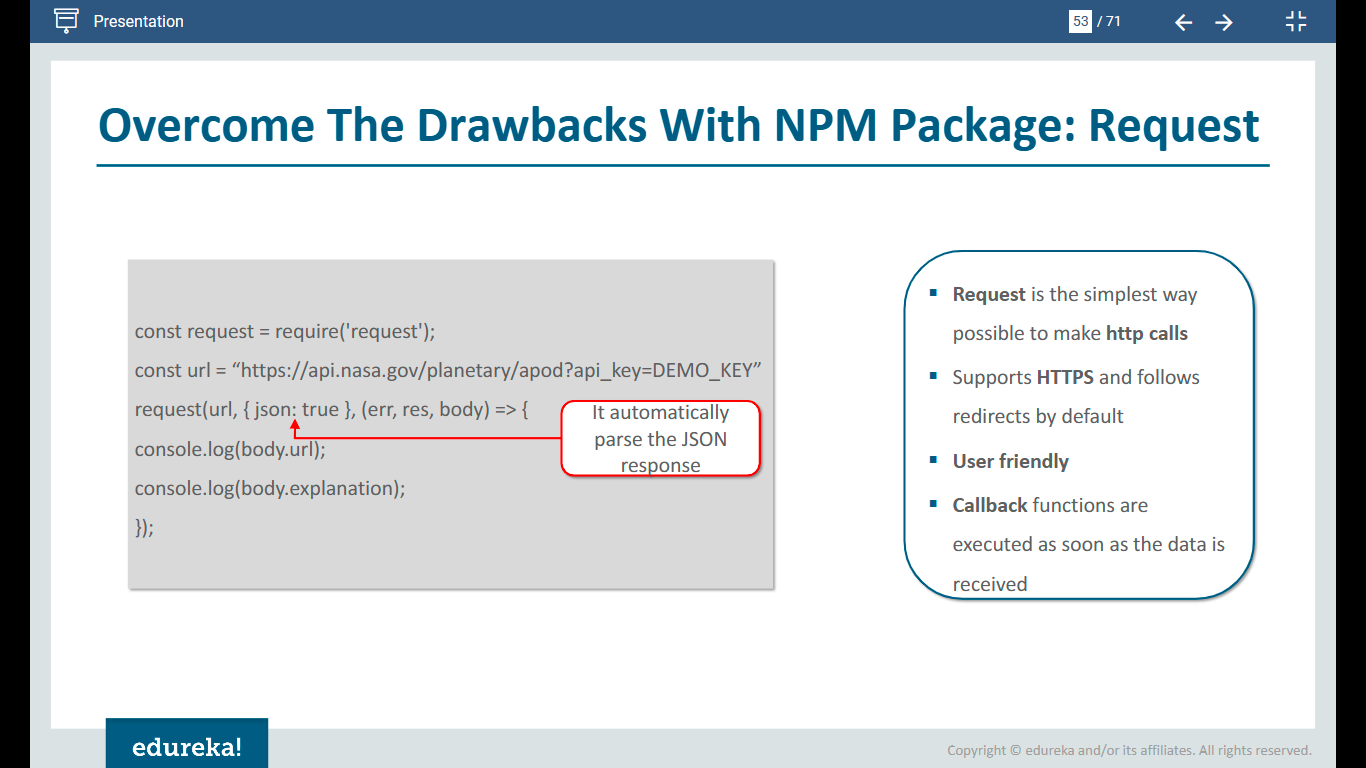 Presentation
53 / 71
Overcome The Drawbacks With NPM Package: Request
const request = require('request');
const url = “https://api.nasa.gov/planetary/apod?api_key=DEMO_KEY”
request(url, { json: true }, (err, res, body) => {
console.log(body.url);
console.log(body.explanation);
});
It automatically
parse the JSON
response
▪ Request is the simplest way
possible to make http calls
▪ Supports HTTPS and follows
redirects by default
▪ User friendly
▪ Callback functions are
executed as soon as the data is
received
edureka!
Copyright © edureka and/or its affiliates. All rights reserved.